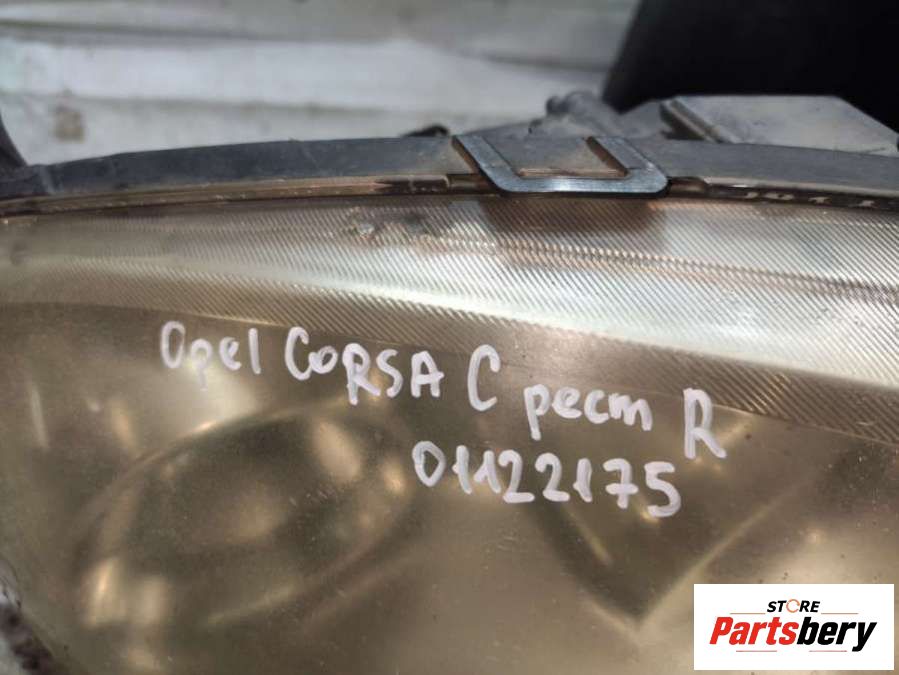 Opel CORSA C рест R
01122175
STORE
Partsbery